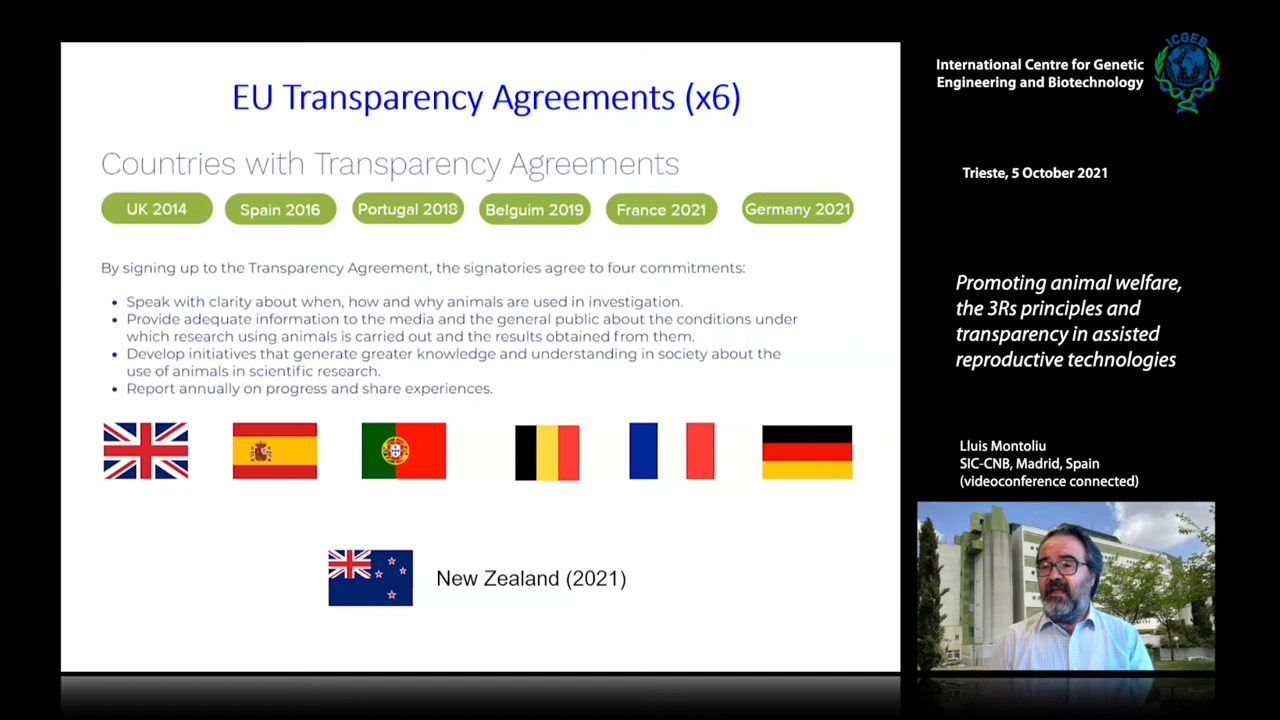 EU Transparency Agreements (x6)
Countries with Transparency Agreements
UK 2014
Spain 2016
Portugal 2018
Belguim 2019
France 2021
Germany 2021
By signing up to the Transparency Agreement, the signatories agree to four commitments:
• Speak with clarity about when, how and why animals are used in investigation.
• Provide adequate information to the media and the general public about the conditions under
which research using animals is carried out and the results obtained from them.
• Develop initiatives that generate greater knowledge and understanding in society about the
use of animals in scientific research.
• Report annually on progress and share experiences.
New Zealand (2021)
International Centre for Genetic
Engineering and Biotechnology
ICGEB
Trieste, 5 October 2021
Promoting animal welfare,
the 3Rs principles and
transparency in assisted
reproductive technologies
Lluis Montoliu
SIC-CNB, Madrid, Spain
(videoconference connected)